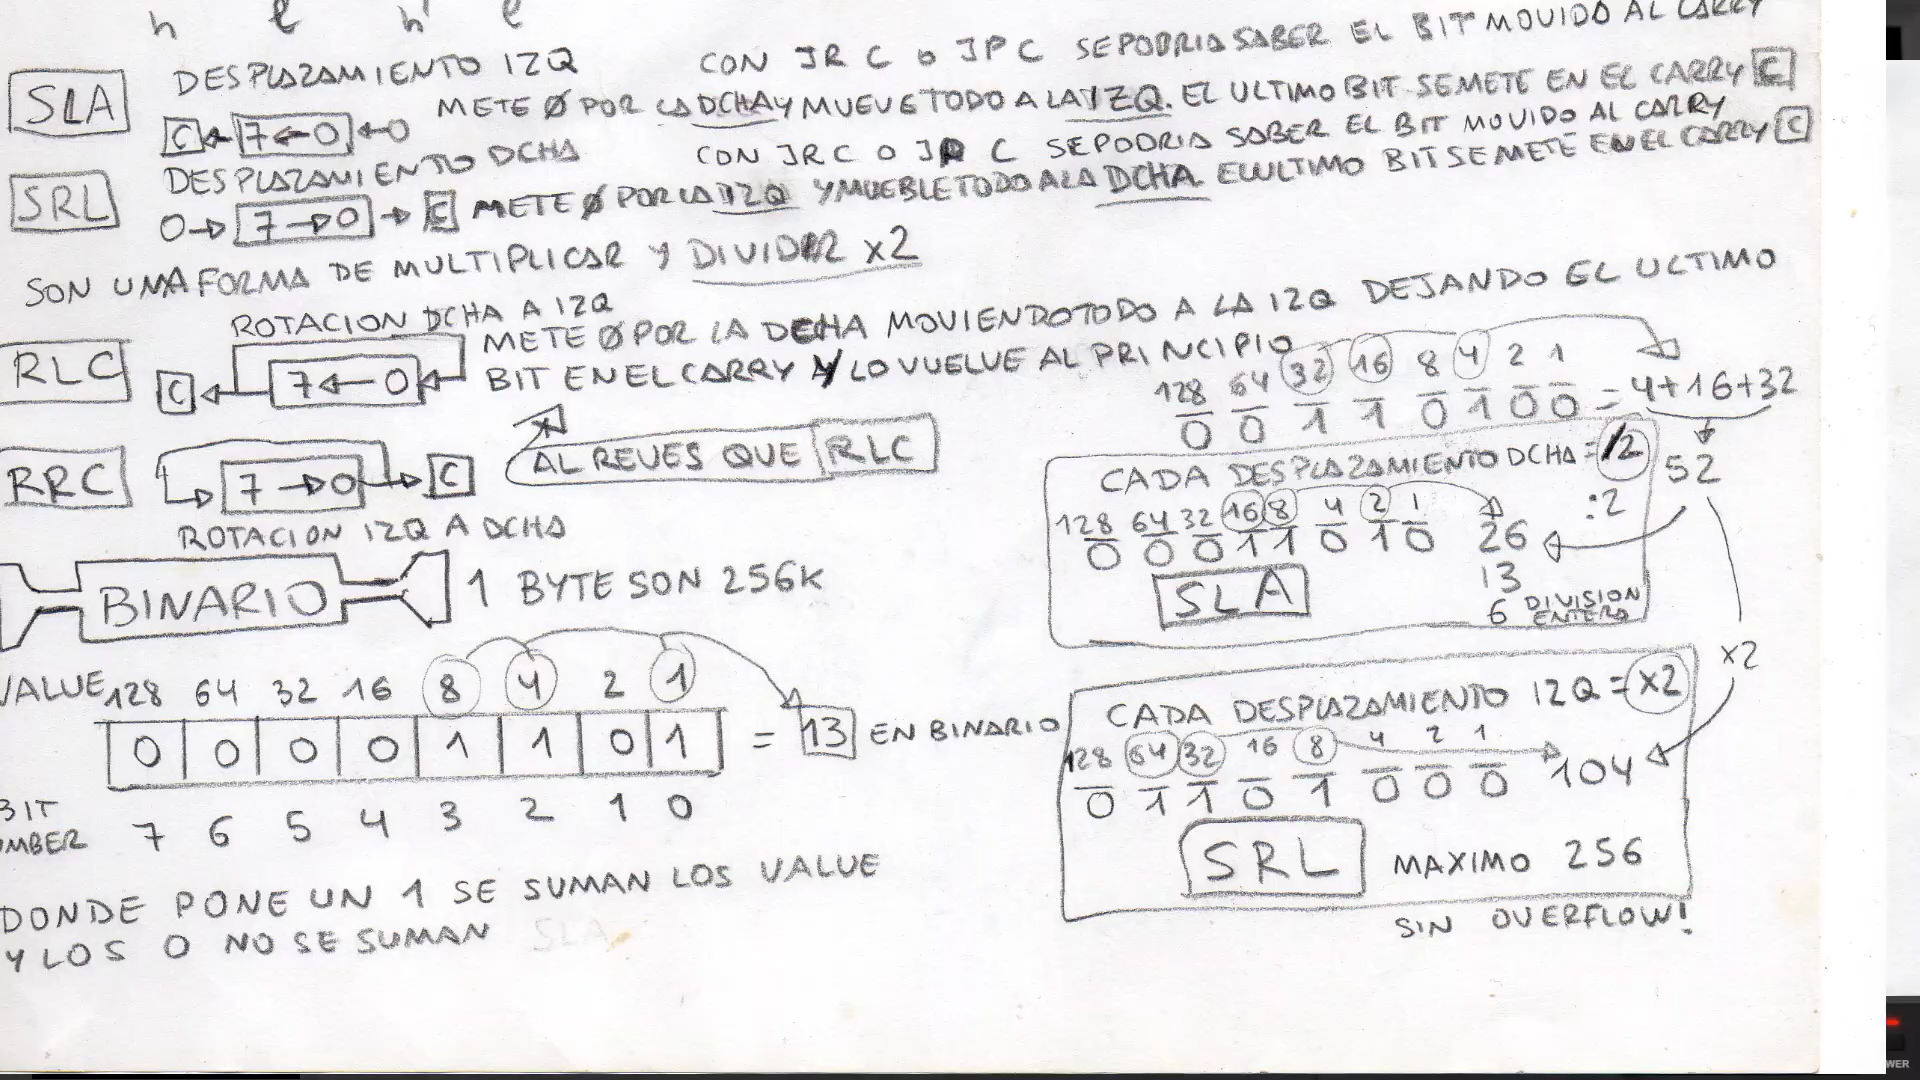 h l h' l
CON JR C o JP C SE PODRIA SABER EL BIT MOVIDO AL CARRY
SLA
DESPLAZAMIENTO IZQ
C ← 7 ← 0 ← 0
METE Ø POR LA DCHA Y MUEVE TODO A LA IZQ. EL ULTIMO BIT SE METE EN EL CARRY C
CON JR C O JP C SE PODRIA SABER EL BIT MOVIDO AL CARRY
SRL
DESPLAZAMIENTO DCHA
0 → 7 → 0 → C METE Ø POR LA IZQ Y MUEBLE TODO A LA DCHA. EL ULTIMO BIT SE METE EN EL CARRY C
SON UNA FORMA DE MULTIPLICAR Y DIVIDIR x2
RLC
ROTACION DCHA A IZQ
C ← 7 ← 0 ←
METE Ø POR LA DECHA MOVIENDO TODO A LA IZQ DEJANDO EL ULTIMO
BIT EN EL CARRY Y LO VUELVE AL PRINCIPIO
RRC
7 → 0 → C
AL REVES QUE RLC
ROTACION IZQ A DCHA
128 64 32 16 8 4 2 1
0 0 1 1 0 1 0 0 = 4+16+32
52
:2
CADA DESPLAZAMIENTO DCHA = /2
128 64 32 16 8 4 2 1
0 0 0 1 1 0 1 0 26
13
6 DIVISION
ENTERA
SLA
BINARIO
1 BYTE SON 256K
VALUE 128 64 32 16 8 4 2 1
0 0 0 0 1 1 0 1 = 13 EN BINARIO
BIT
MBER 7 6 5 4 3 2 1 0
DONDE PONE UN 1 SE SUMAN LOS VALUE
Y LOS 0 NO SE SUMAN SLA
x2
CADA DESPLAZAMIENTO IZQ = x2
128 64 32 16 8 4 2 1
0 1 1 0 1 0 0 0 104
SRL MAXIMO 256
SIN OVERFLOW!
WER